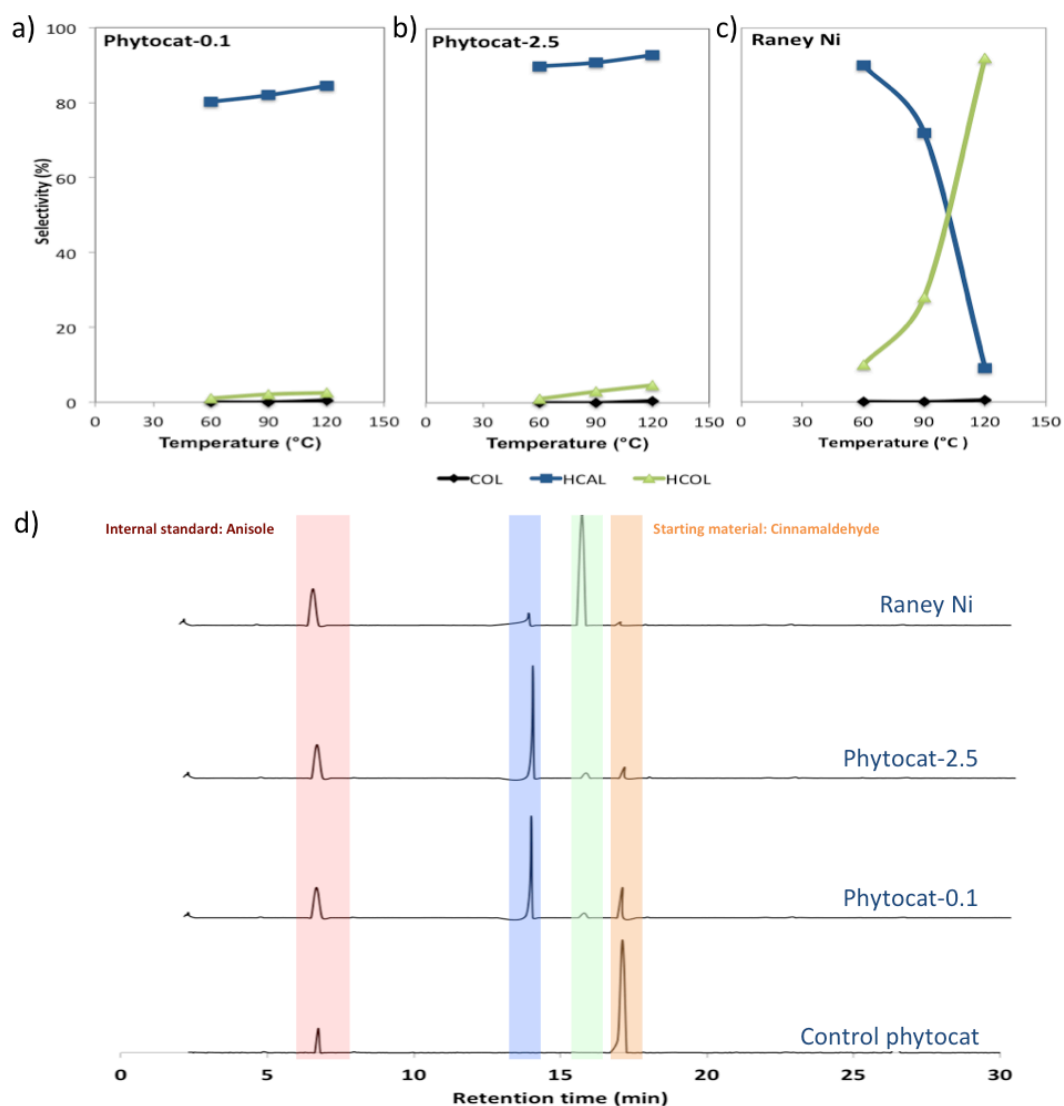 a)
Phytocat-0.1
b)
Phytocat-2.5
c)
Raney Ni
100
80
60
40
20
0
Selectivity (%)
0 30 60 90 120 150
Temperature (°C)
0 30 60 90 120 150
Temperature (°C)
0 30 60 90 120 150
Temperature (°C )
COL HCAL HCOL
d)
Internal standard: Anisole
Starting material: Cinnamaldehyde
Raney Ni
Phytocat-2.5
Phytocat-0.1
Control phytocat
0 5 10 15 20 25 30
Retention time (min)